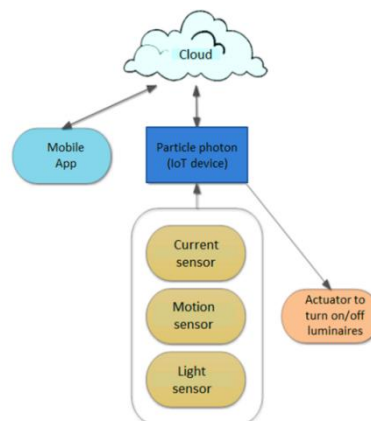 Cloud
Mobile
App
Particle photon
(IoT device)
Current
sensor
Motion
sensor
Light
sensor
Actuator to
turn on/off
luminaires